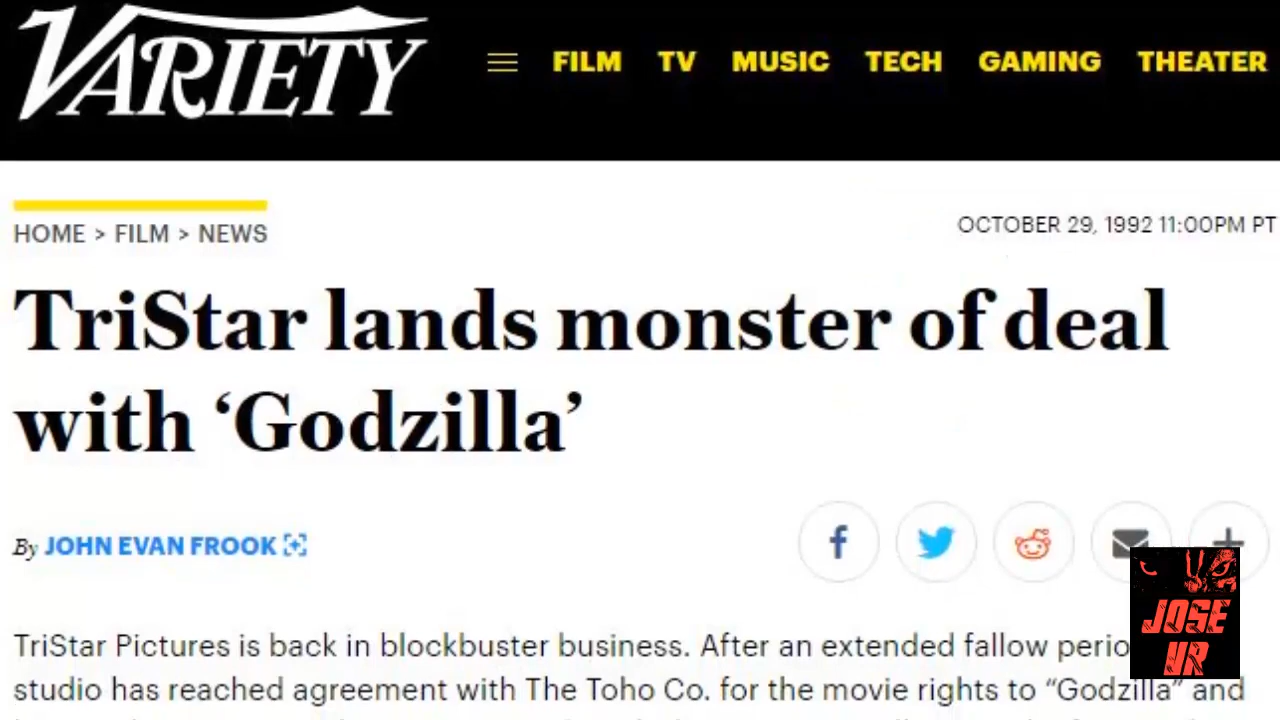 VARIETY
FILM TV MUSIC TECH GAMING THEATER
HOME > FILM > NEWS
OCTOBER 29, 1992 11:00PM PT
TriStar lands monster of deal
with ‘Godzilla’
By JOHN EVAN FROOK
JOSE
UR
TriStar Pictures is back in blockbuster business. After an extended fallow
studio has reached agreement with The Toho Co. for the movie rights to “Godzilla” and